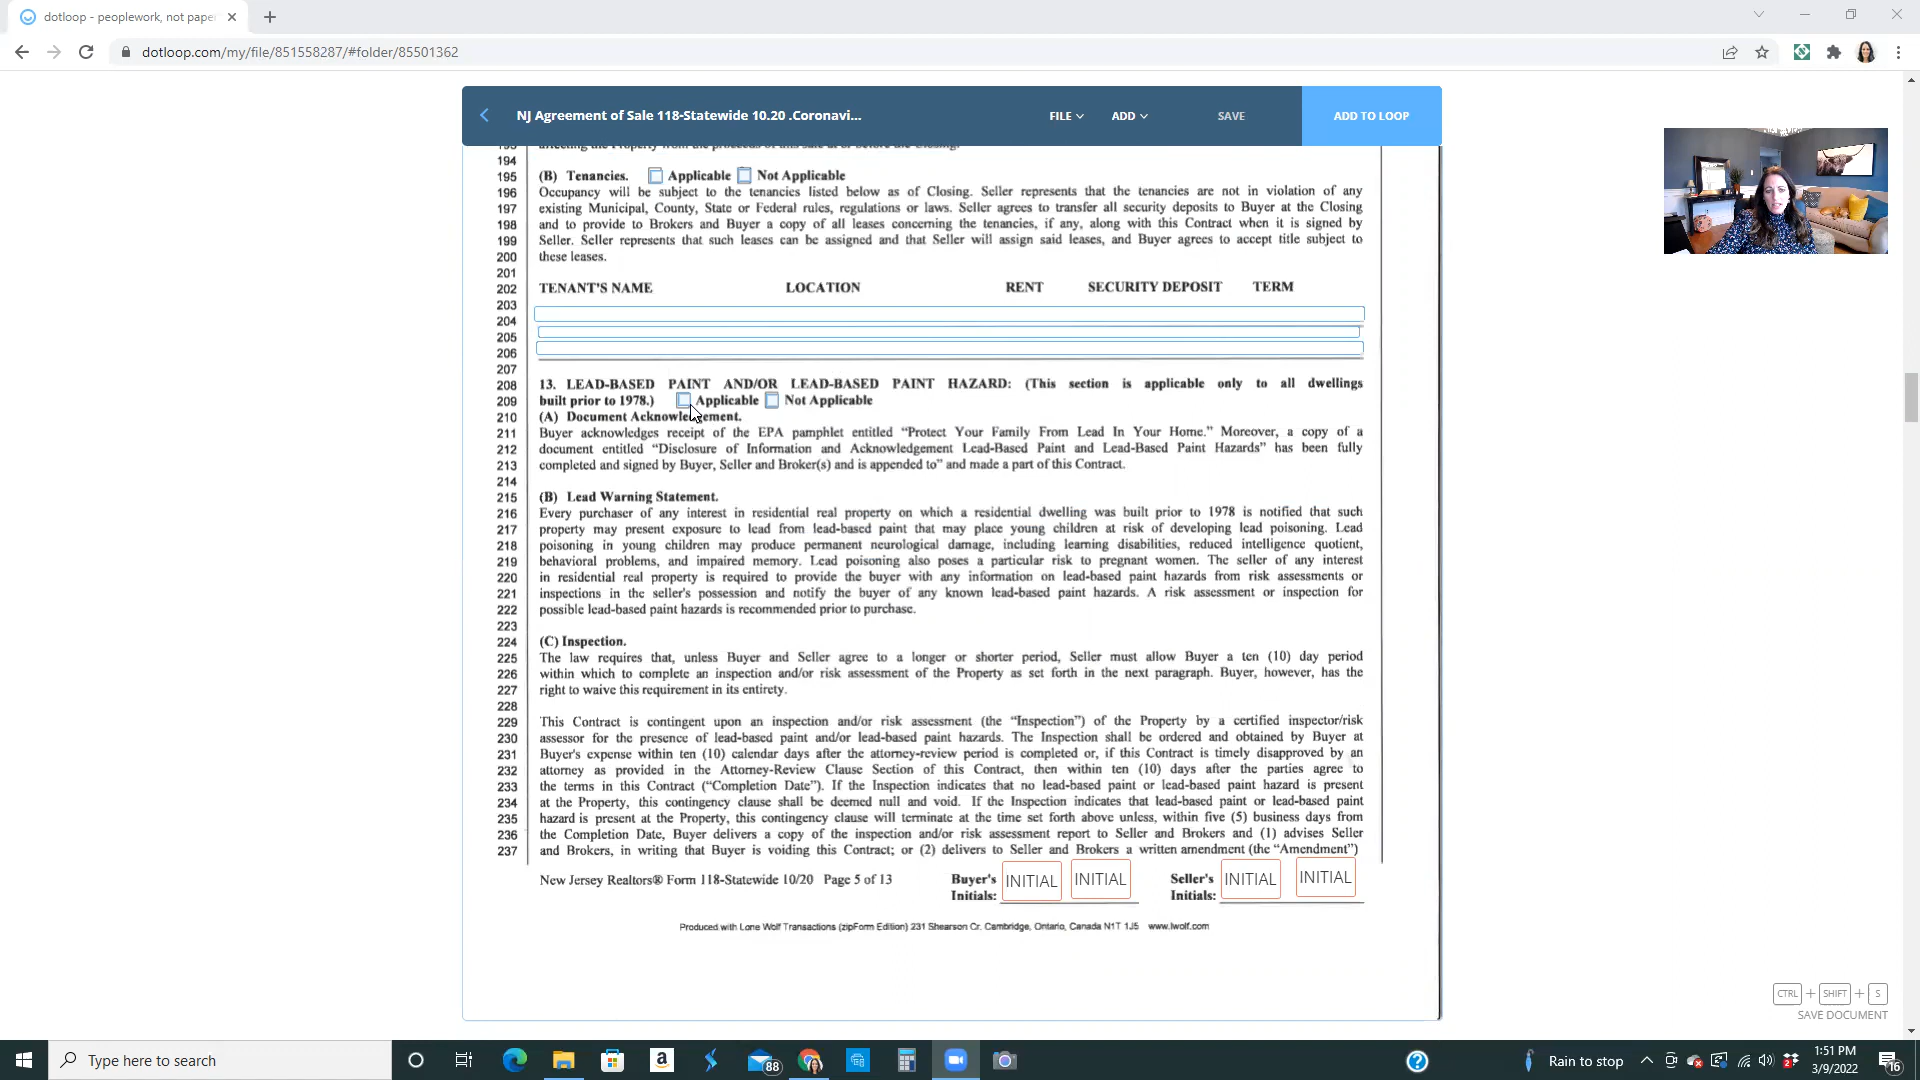 dotloop - peoplework, not pape
dotloop.com/my/file/851558287/#folder/85501362
NJ Agreement of Sale 118-Statewide 10.20 .Coronavi...
FILE
ADD
SAVE
ADD TO LOOP
193 affecting the Property from the proceeds of this sale at or before the Closing.
194
195 (B) Tenancies. Applicable Not Applicable
196 Occupancy will be subject to the tenancies listed below as of Closing. Seller represents that the tenancies are not in violation of any
197 existing Municipal, County, State or Federal rules, regulations or laws. Seller agrees to transfer all security deposits to Buyer at the Closing
198 and to provide to Brokers and Buyer a copy of all leases concerning the tenancies, if any, along with this Contract when it is signed by
199 Seller. Seller represents that such leases can be assigned and that Seller will assign said leases, and Buyer agrees to accept title subject to
200 these leases.
201
202 TENANT'S NAME LOCATION RENT SECURITY DEPOSIT TERM
203
204
205
206
207
208 13. LEAD-BASED PAINT AND/OR LEAD-BASED PAINT HAZARD: (This section is applicable only to all dwellings
209 built prior to 1978.) Applicable Not Applicable
210 (A) Document Acknowledgement.
211 Buyer acknowledges receipt of the EPA pamphlet entitled “Protect Your Family From Lead In Your Home.” Moreover, a copy of a
212 document entitled “Disclosure of Information and Acknowledgement Lead-Based Paint and Lead-Based Paint Hazards” has been fully
213 completed and signed by Buyer, Seller and Broker(s) and is appended to” and made a part of this Contract.
214
215 (B) Lead Warning Statement.
216 Every purchaser of any interest in residential real property on which a residential dwelling was built prior to 1978 is notified that such
217 property may present exposure to lead from lead-based paint that may place young children at risk of developing lead poisoning. Lead
218 poisoning in young children may produce permanent neurological damage, including learning disabilities, reduced intelligence quotient,
219 behavioral problems, and impaired memory. Lead poisoning also poses a particular risk to pregnant women. The seller of any interest
220 in residential real property is required to provide the buyer with any information on lead-based paint hazards from risk assessments or
221 inspections in the seller's possession and notify the buyer of any known lead-based paint hazards. A risk assessment or inspection for
222 possible lead-based paint hazards is recommended prior to purchase.
223
224 (C) Inspection.
225 The law requires that, unless Buyer and Seller agree to a longer or shorter period, Seller must allow Buyer a ten (10) day period
226 within which to complete an inspection and/or risk assessment of the Property as set forth in the next paragraph. Buyer, however, has the
227 right to waive this requirement in its entirety.
228
229 This Contract is contingent upon an inspection and/or risk assessment (the “Inspection”) of the Property by a certified inspector/risk
230 assessor for the presence of lead-based paint and/or lead-based paint hazards. The Inspection shall be ordered and obtained by Buyer at
231 Buyer's expense within ten (10) calendar days after the attorney-review period is completed or, if this Contract is timely disapproved by an
232 attorney as provided in the Attorney-Review Clause Section of this Contract, then within ten (10) days after the parties agree to
233 the terms in this Contract (“Completion Date”). If the Inspection indicates that no lead-based paint or lead-based paint hazard is present
234 at the Property, this contingency clause shall be deemed null and void. If the Inspection indicates that lead-based paint or lead-based paint
235 hazard is present at the Property, this contingency clause will terminate at the time set forth above unless, within five (5) business days from
236 the Completion Date, Buyer delivers a copy of the inspection and/or risk assessment report to Seller and Brokers and (1) advises Seller
237 and Brokers, in writing that Buyer is voiding this Contract; or (2) delivers to Seller and Brokers a written amendment (the “Amendment”)
New Jersey Realtors® Form 118-Statewide 10/20 Page 5 of 13
Buyer's Initials: INITIAL INITIAL
Seller's Initials: INITIAL INITIAL
Produced with Lone Wolf Transactions (zipForm Edition) 231 Shearson Cr. Cambridge, Ontario, Canada N1T 1J5 www.lwolf.com
CTRL + SHIFT + S
SAVE DOCUMENT
Type here to search
88
Rain to stop
2
1:51 PM
3/9/2022
16